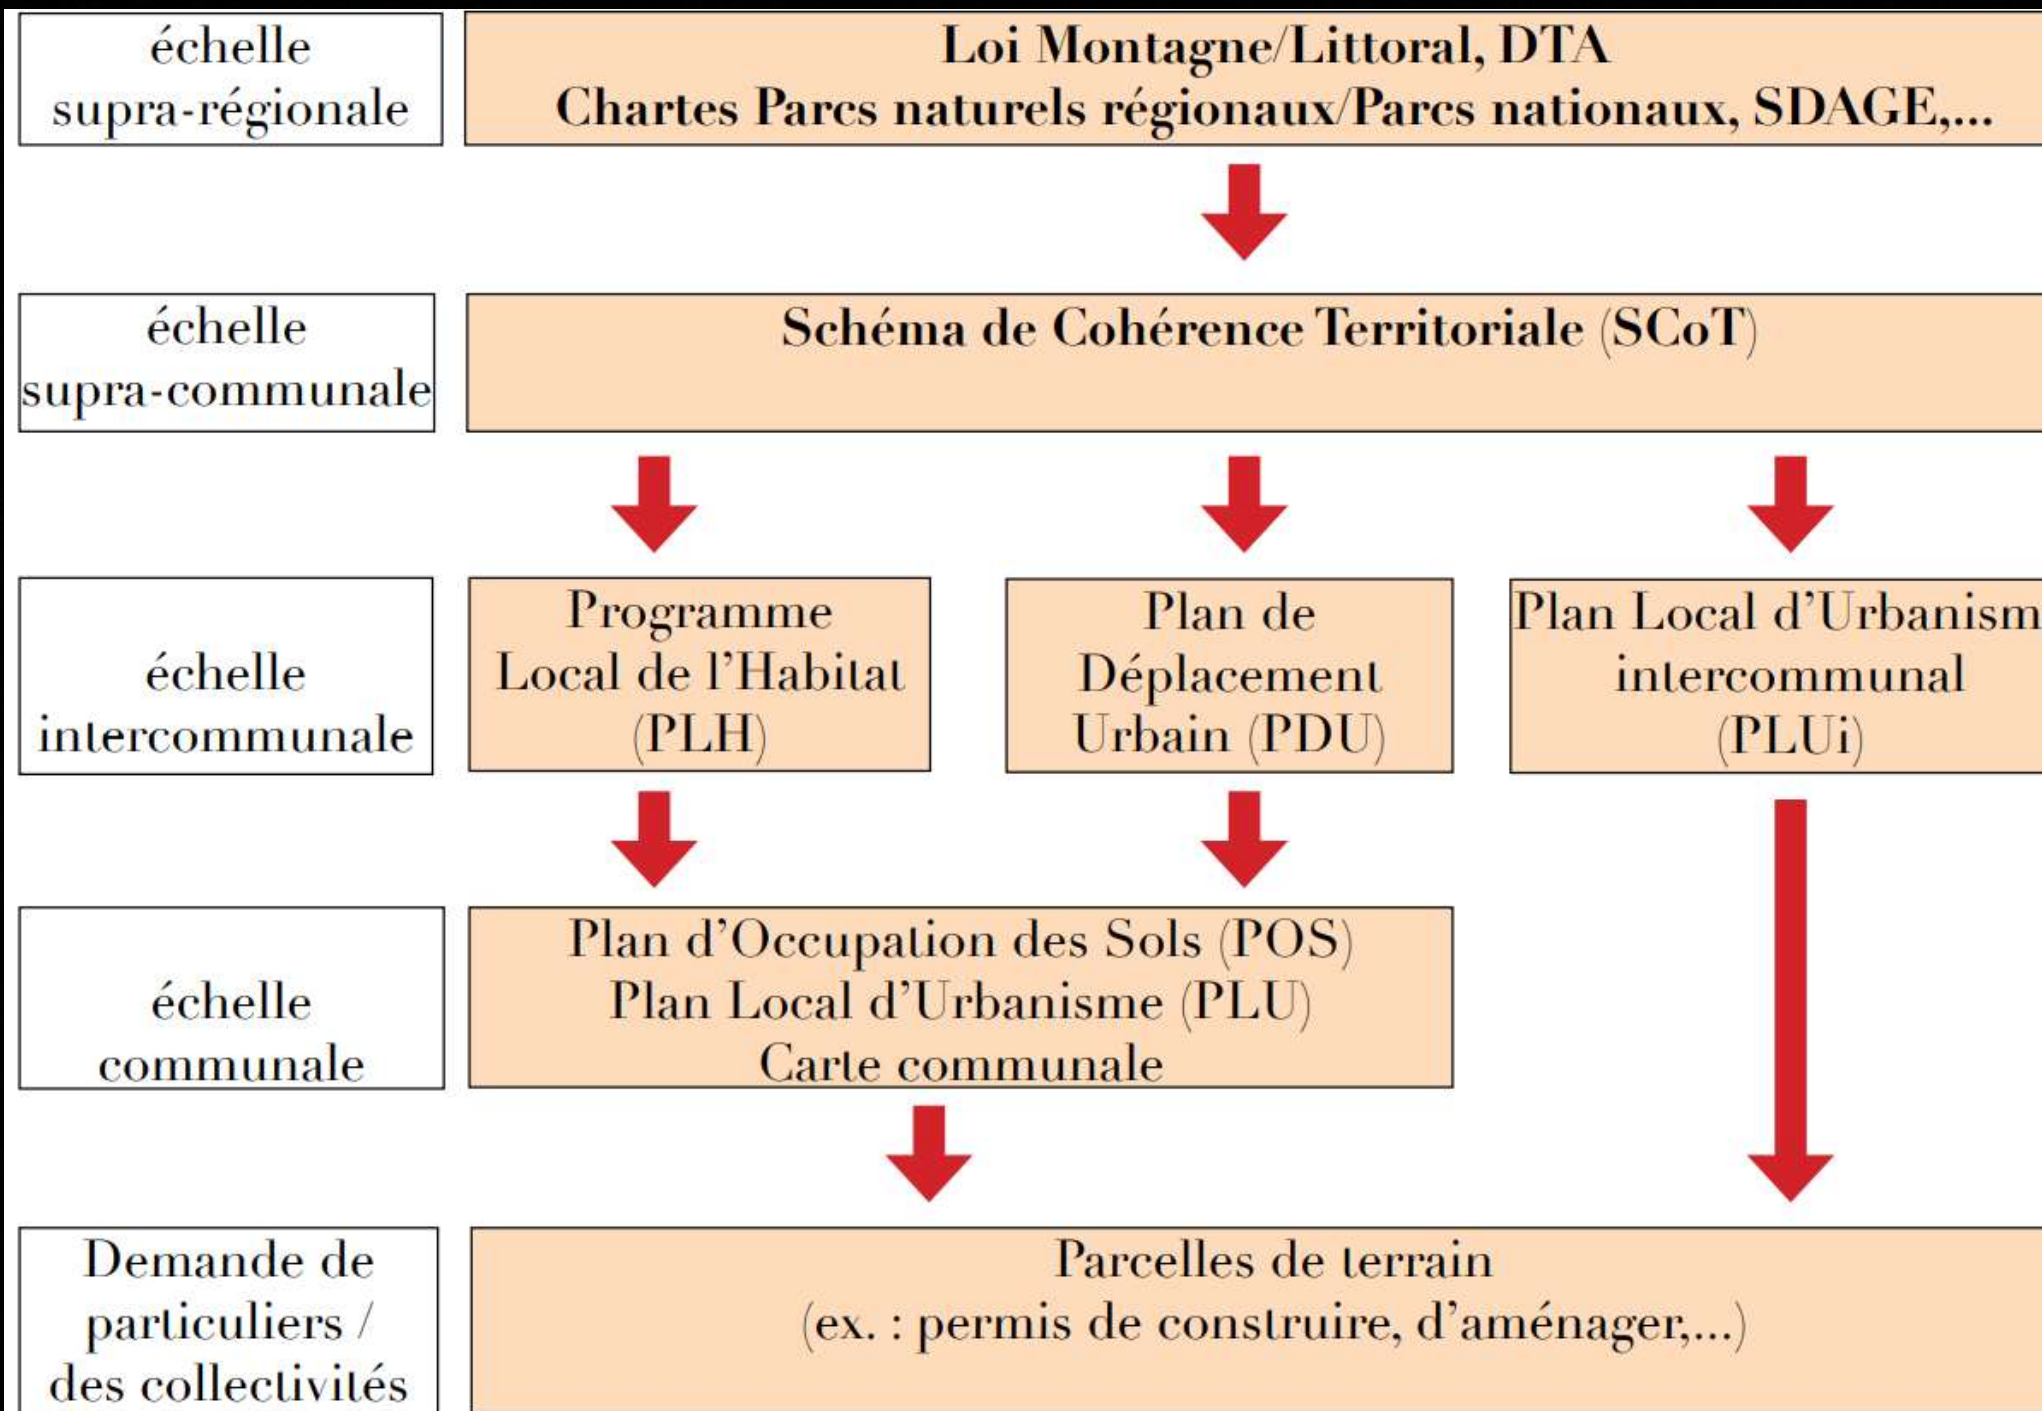 échelle
supra-régionale
Loi Montagne/Littoral, DTA
Chartes Parcs naturels régionaux/Parcs nationaux, SDAGE,...
échelle
supra-communale
Schéma de Cohérence Territoriale (SCoT)
échelle
intercommunale
Programme
Local de l'Habitat
(PLH)
Plan de
Déplacement
Urbain (PDU)
Plan Local d'Urbanism
intercommunal
(PLUi)
échelle
communale
Plan d'Occupation des Sols (POS)
Plan Local d'Urbanisme (PLU)
Carte communale
Demande de
particuliers /
des collectivités
Parcelles de terrain
(ex. : permis de construire, d'aménager,...)